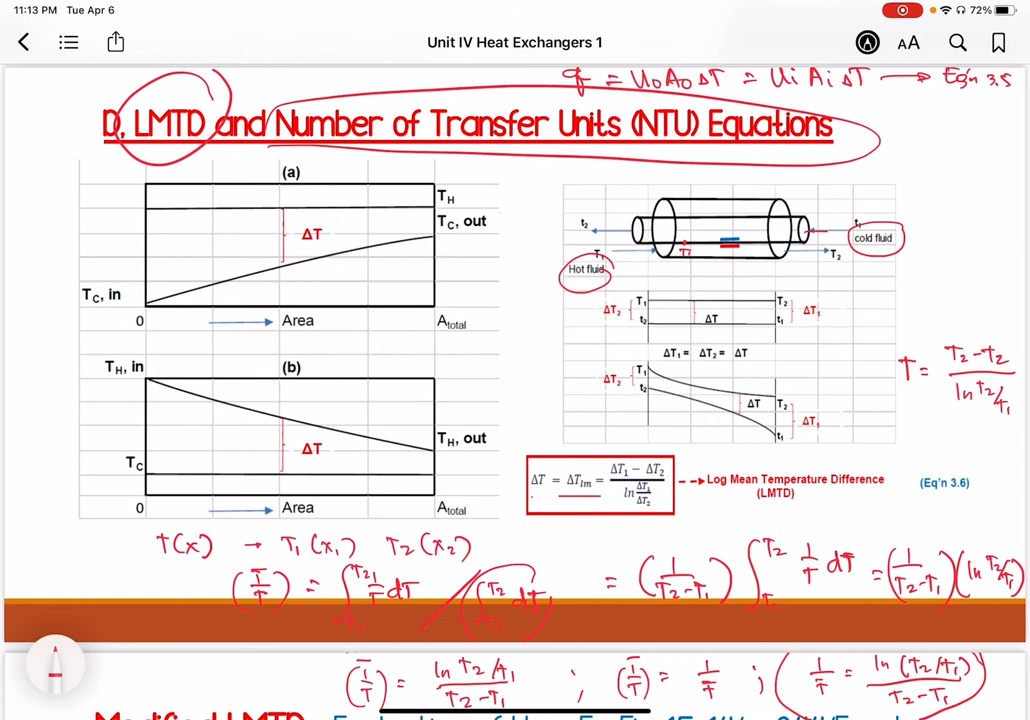 11:13 PM Tue Apr 6
72%
AA
Unit IV Heat Exchangers 1
q = U₀A₀ΔT = UᵢAᵢΔT → Eq'n 3.5
D. LMTD and Number of Transfer Units (NTU) Equations
(a)
T_H
T_C, out
ΔT
T_C, in
0
Area
A_total
T_H, in
(b)
T_H, out
ΔT
T_C
0
Area
A_total
t₂
t₁
cold fluid
T₁
T₂
Hot fluid
ΔT₂
T₁
t₂
ΔT
T₂
t₁
ΔT₁
ΔT₁ = ΔT₂ = ΔT
ΔT₂
T₁
t₂
ΔT
T₂
t₁
ΔT₁
T = (T₂-T₂)/(ln T₂/T₁)
ΔT = ΔT_lm = (ΔT₁ − ΔT₂)/(ln ΔT₁/ΔT₂)
Log Mean Temperature Difference
(LMTD)
(Eq'n 3.6)
T(x) → T₁(x₁) T₂(x₂)
= (1/(T₂-T₁)) ∫ T₁ T₂ 1/T dT = (1/(T₂-T₁)) (ln T₂/T₁)
(1/T) = (ln T₂/T₁)/(T₂-T₁) ; (1/T) = 1/T ; 1/T = ln(T₂/T₁)/(T₂-T₁)
Modified LMTD